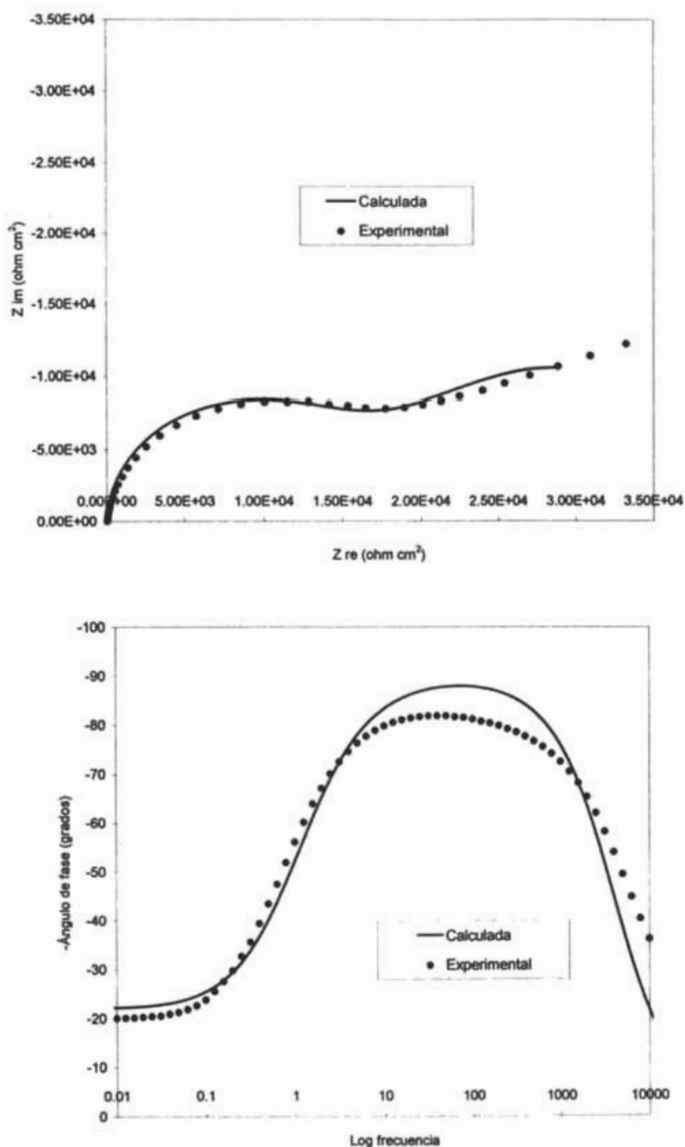 -3.50E+04
-3.00E+04
-2.50E+04
-2.00E+04
-1.50E+04
-1.00E+04
-5.00E+03
0.00E+00
Z im (ohm cm²)
Calculada
Experimental
5.00E+03 1.00E+04 1.50E+04 2.00E+04 2.50E+04 3.00E+04 3.50E+04
Z re (ohm cm²)
-100
-90
-80
-70
-60
-50
-40
-30
-20
-10
0
-Ángulo de fase (grados)
Calculada
Experimental
0.01 0.1 1 10 100 1000 10000
Log frecuencia